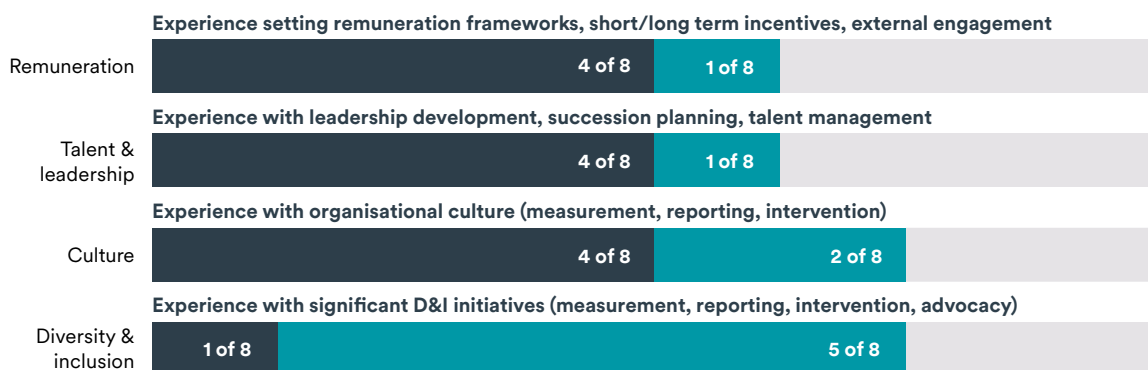 Experience setting remuneration frameworks, short/long term incentives, external engagement
Remuneration
4 of 8
1 of 8
Experience with leadership development, succession planning, talent management
Talent &
leadership
4 of 8
1 of 8
Experience with organisational culture (measurement, reporting, intervention)
Culture
4 of 8
2 of 8
Experience with significant D&I initiatives (measurement, reporting, intervention, advocacy)
Diversity &
inclusion
1 of 8
5 of 8